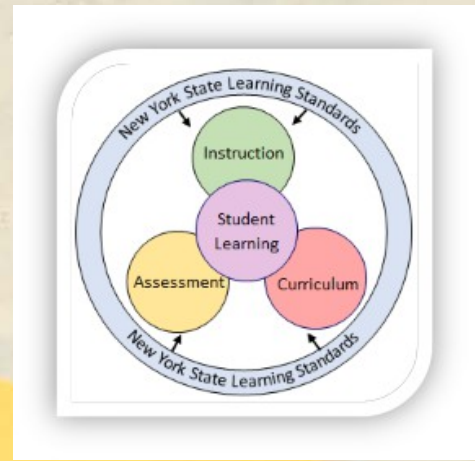 New York State Learning Standards
Instruction
Student
Learning
Assessment
Curriculum
New York State Learning Standards